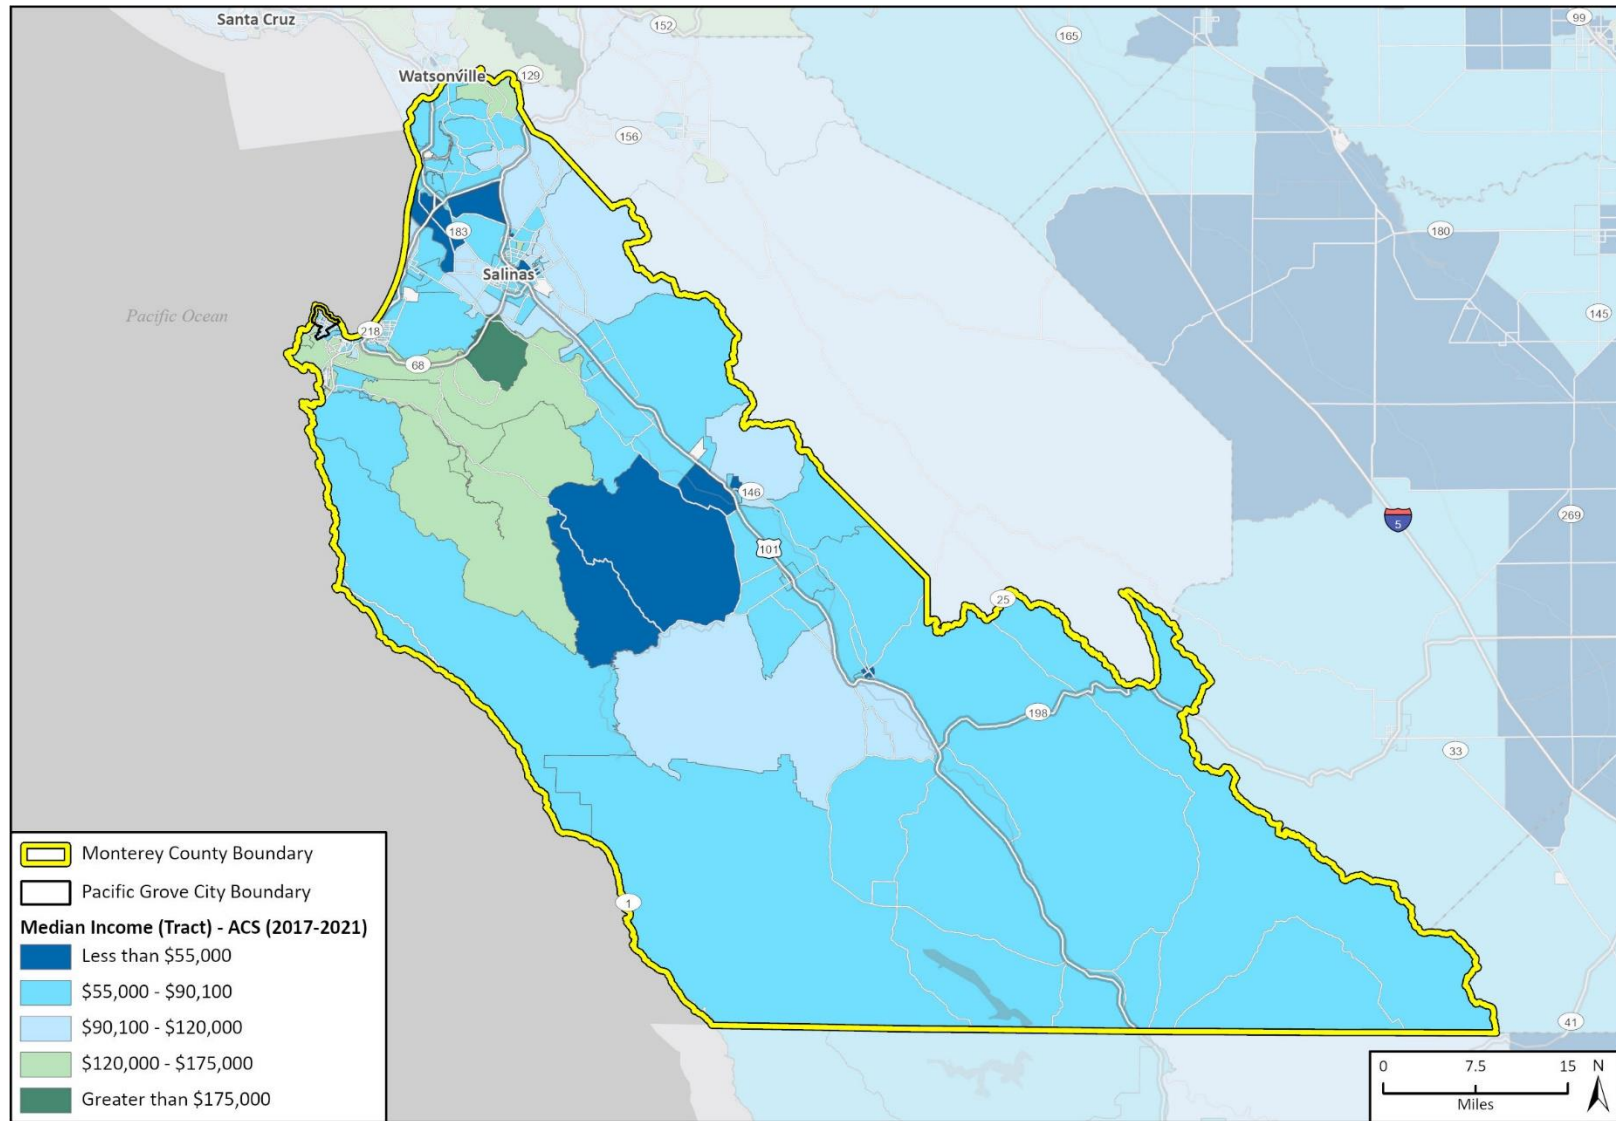 Santa Cruz
152
165
99
Watsonville
129
156
183
180
Salinas
Pacific Ocean
218
145
68
146
5
269
101
25
198
33
1
41
Monterey County Boundary
Pacific Grove City Boundary
Median Income (Tract) - ACS (2017-2021)
Less than $55,000
$55,000 - $90,100
$90,100 - $120,000
$120,000 - $175,000
Greater than $175,000
0 7.5 15 N
Miles